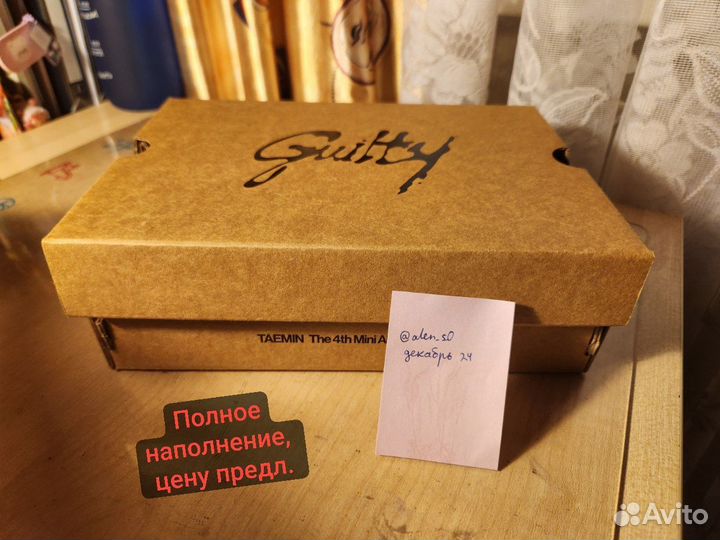 Guilty
TAEMIN The 4th Mini A
@alen_s0
декабрь 24
Полное
наполнение,
цену предл.
Avito